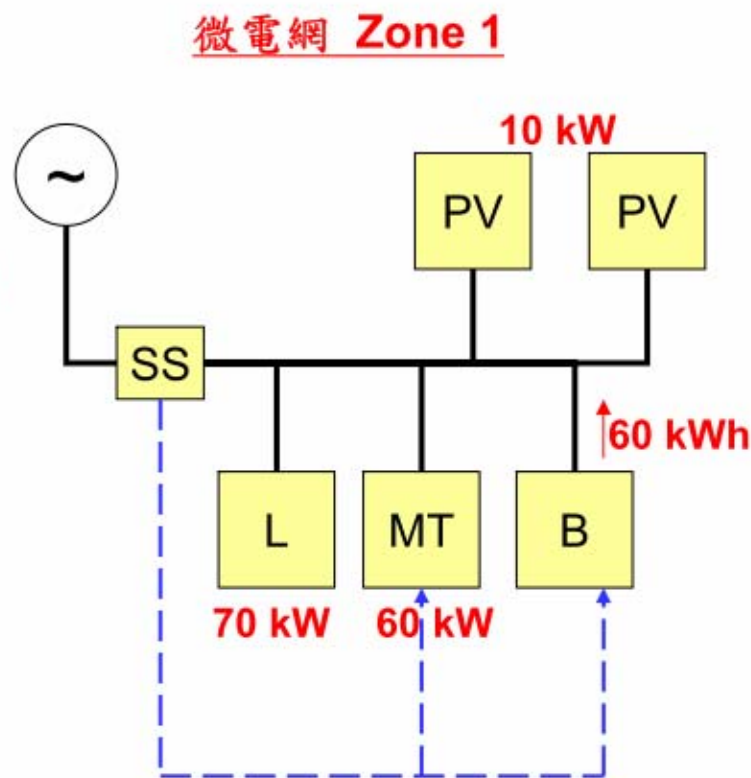 微電網 Zone 1
10 kW
~
PV PV
SS
60 kWh
L MT B
70 kW 60 kW